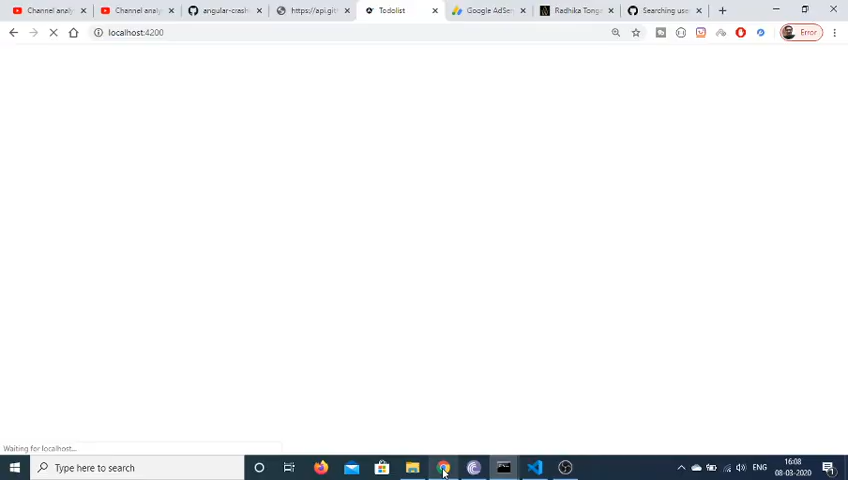 Channel analy
Channel analy
angular-crash
https://api.git
Todolist
Google AdSen
Radhika Tonge
Searching use
localhost:4200
Error
Waiting for localhost...
Type here to search
ENG
16:08
08-03-2020